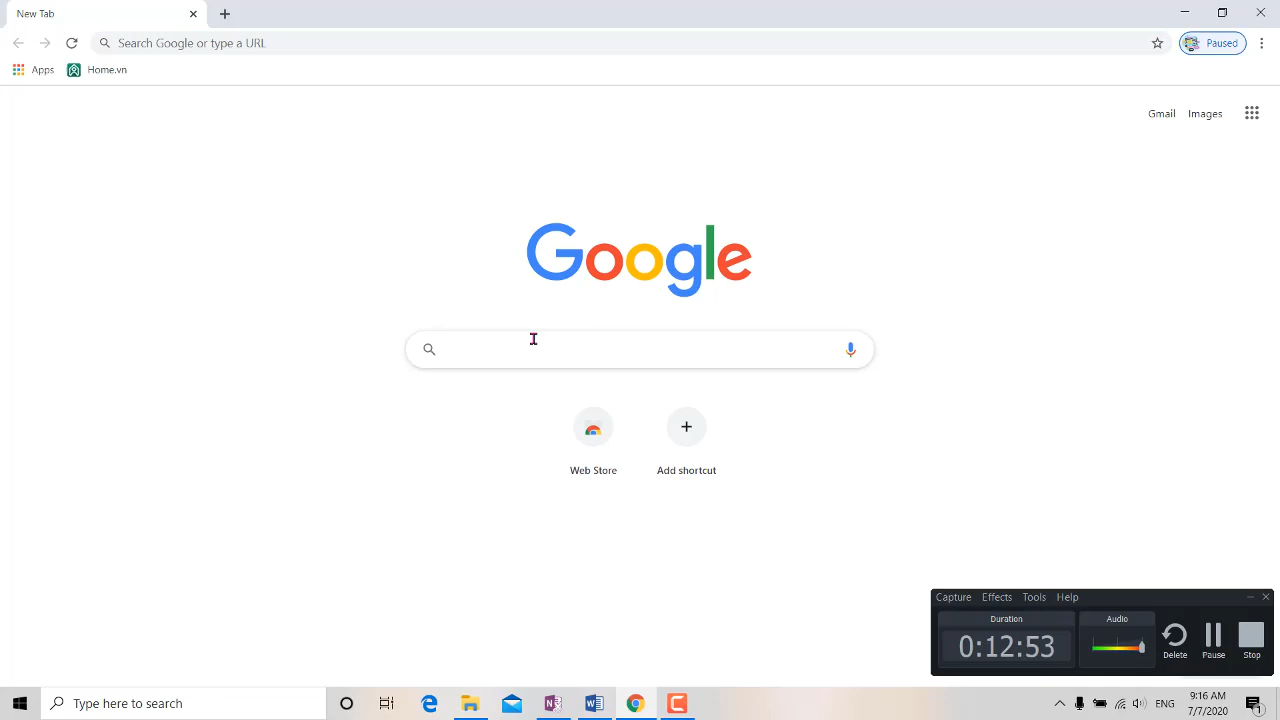 New Tab
Search Google or type a URL
Paused
Apps
Home.vn
Gmail Images
Google
Web Store
Add shortcut
Capture Effects Tools Help
Duration
Audio
0:12:53
Delete
Pause
Stop
Type here to search
ENG
9:16 AM
7/7/2020
1